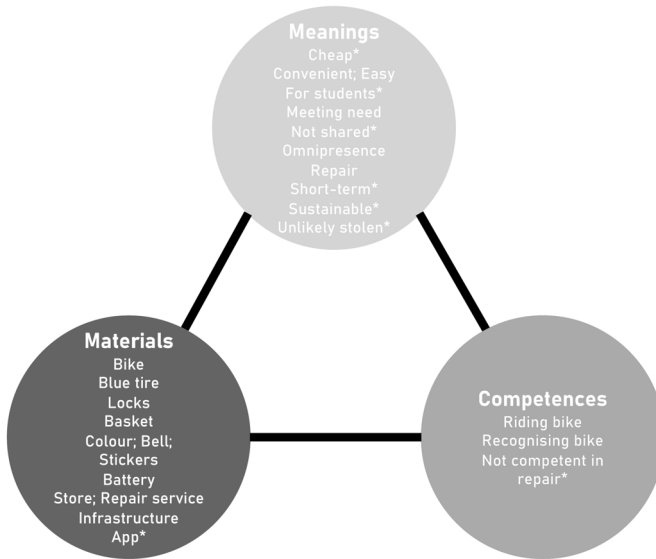 Meanings
Cheap*
Convenient; Easy
For students*
Meeting need
Not shared*
Omnipresence
Repair
Short-term*
Sustainable*
Unlikely stolen*
Materials
Bike
Blue tire
Locks
Basket
Colour; Bell;
Stickers
Battery
Store; Repair service
Infrastructure
App*
Competences
Riding bike
Recognising bike
Not competent in
repair*